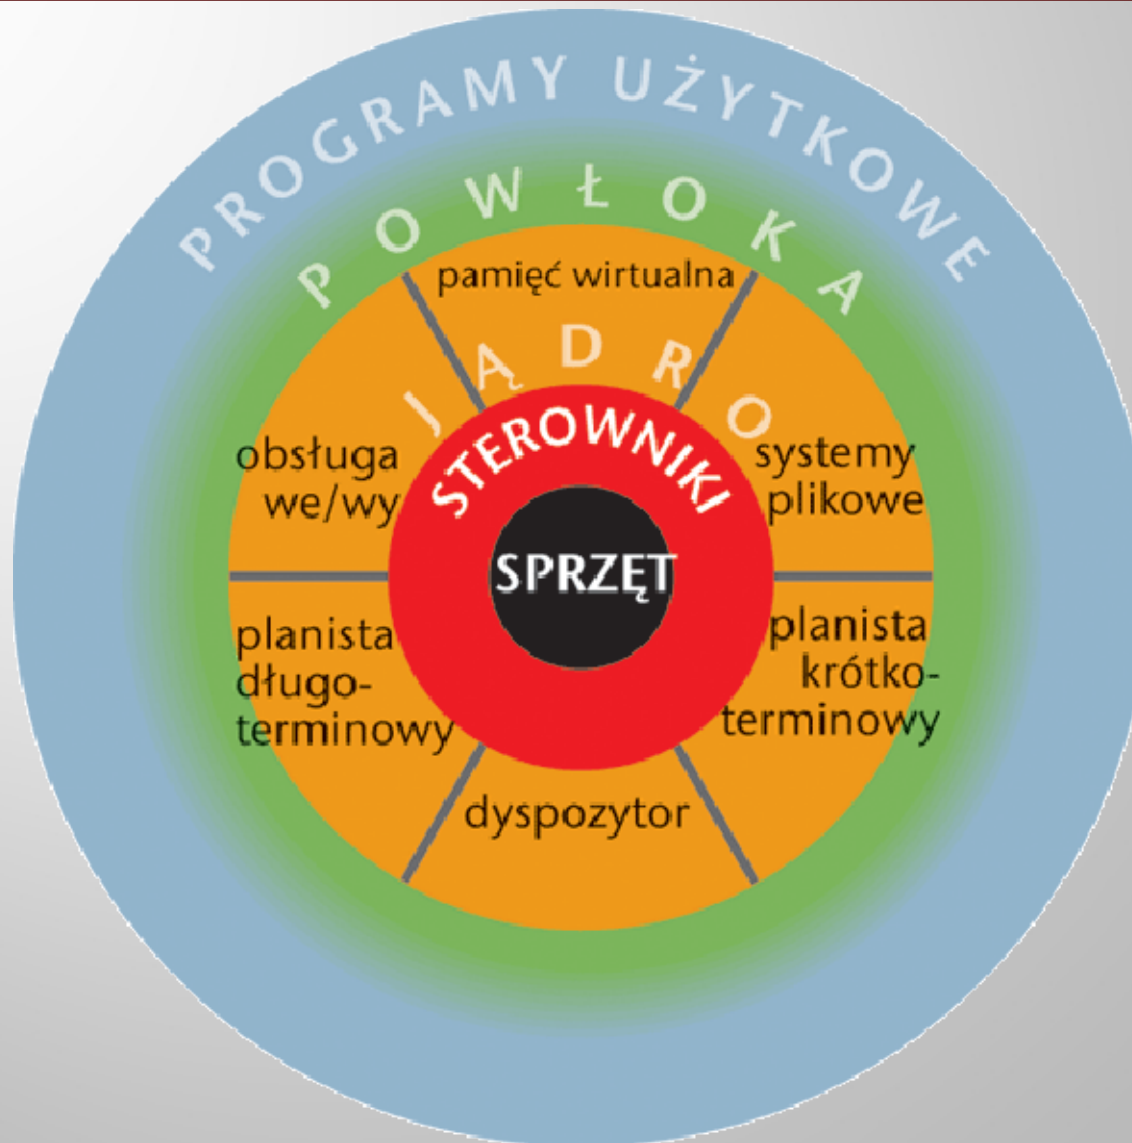 PROGRAMY UŻYTKOWE
POWŁOKA
pamięć wirtualna
JĄDRO
STEROWNIKI
obsługa
we/wy
systemy
plikowe
SPRZĘT
planista
długo-
terminowy
planista
krótko-
terminowy
dyspozytor